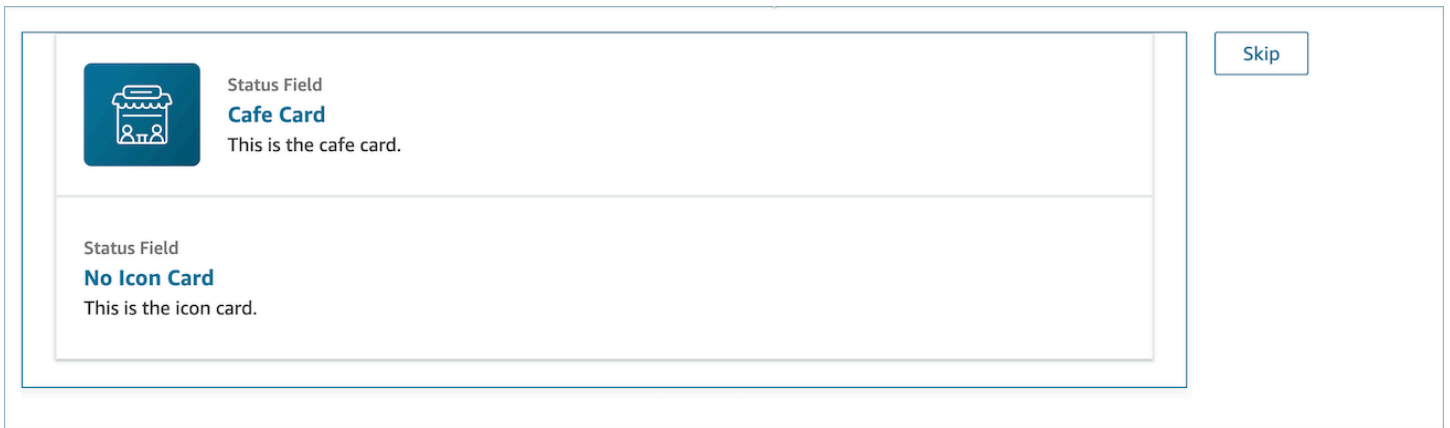 Status Field
Cafe Card
This is the cafe card.
Status Field
No Icon Card
This is the icon card.
Skip